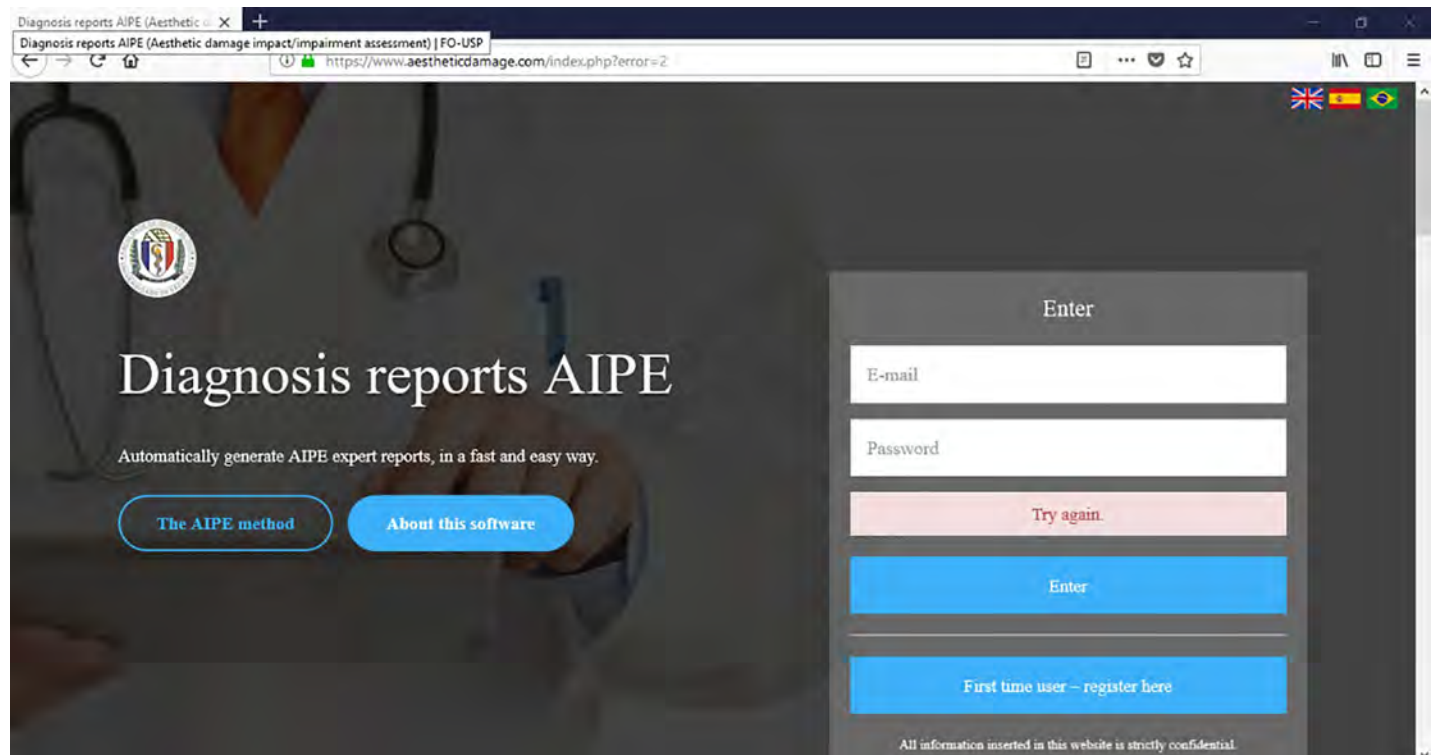 Diagnosis reports AIPE (Aesthetic d
Diagnosis reports AIPE (Aesthetic damage impact/impairment assessment) | FO-USP
https://www.aestheticdamage.com/index.php?error=2
Diagnosis reports AIPE
Automatically generate AIPE expert reports, in a fast and easy way.
The AIPE method
About this software
Enter
E-mail
Password
Try again.
Enter
First time user – register here
All information inserted in this website is strictly confidential.